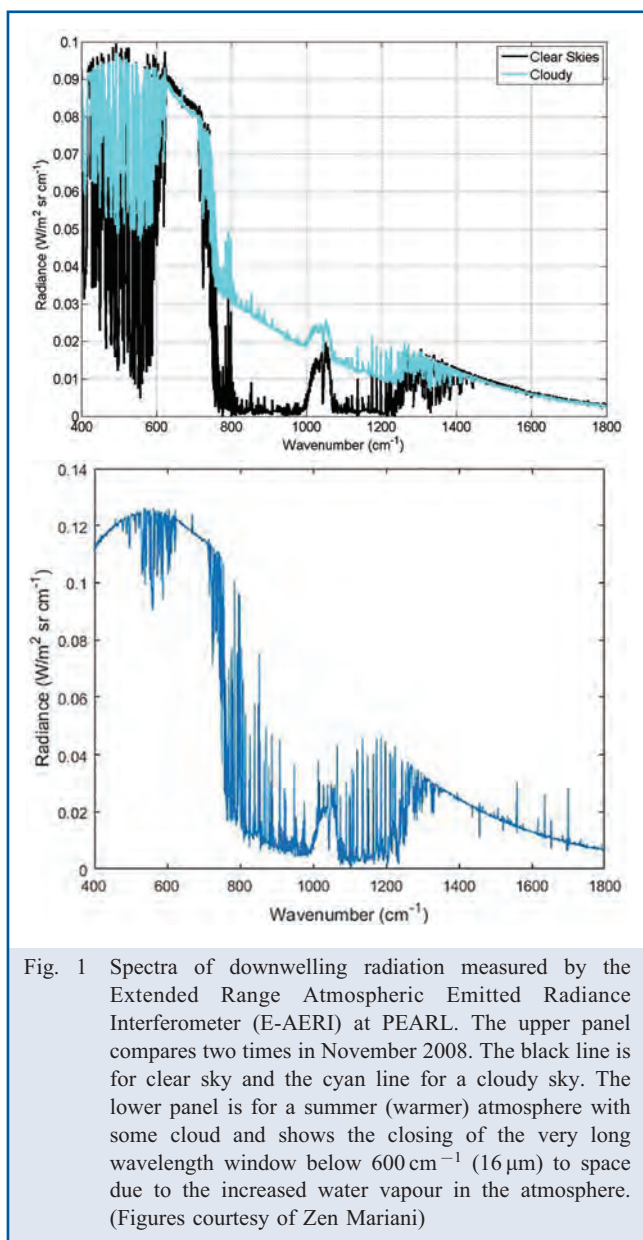 0.1
0.09
0.08
0.07
0.06
0.05
0.04
0.03
0.02
0.01
0
Radiance (W/m² sr cm⁻¹)
Clear Skies
Cloudy
400 600 800 1000 1200 1400 1600 1800
Wavenumber (cm⁻¹)
0.14
0.12
0.1
0.08
0.06
0.04
0.02
0
Radiance (W/m² sr cm⁻¹)
400 600 800 1000 1200 1400 1600 1800
Wavenumber (cm⁻¹)
Fig. 1 Spectra of downwelling radiation measured by the
Extended Range Atmospheric Emitted Radiance
Interferometer (E-AERI) at PEARL. The upper panel
compares two times in November 2008. The black line is
for clear sky and the cyan line for a cloudy sky. The
lower panel is for a summer (warmer) atmosphere with
some cloud and shows the closing of the very long
wavelength window below 600 cm⁻¹ (16 μm) to space
due to the increased water vapour in the atmosphere.
(Figures courtesy of Zen Mariani)